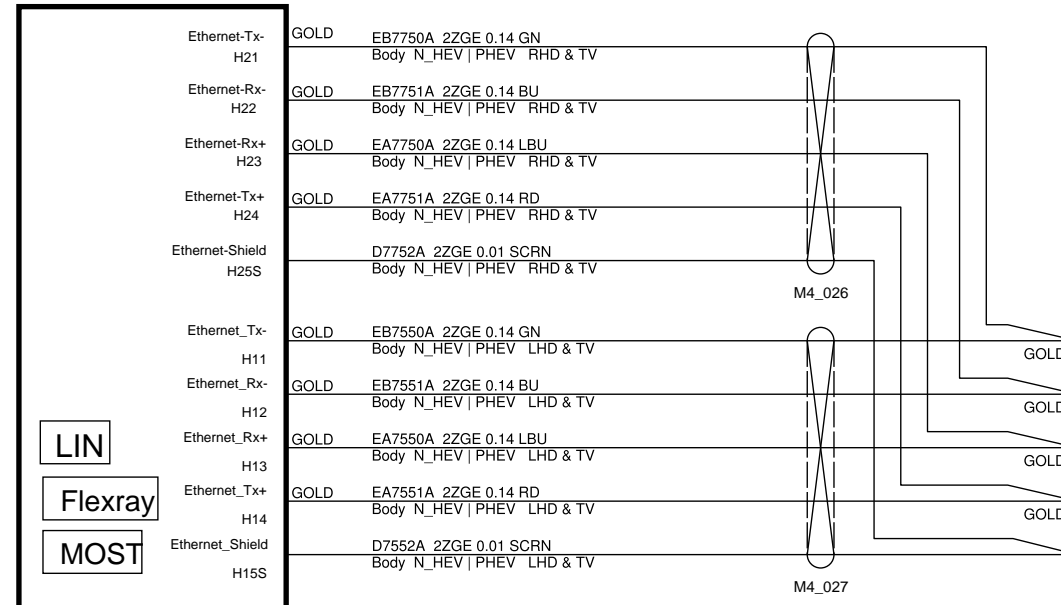 Ethernet-Tx- GOLD EB7750A 2ZGE 0.14 GN
H21 Body N_HEV | PHEV RHD & TV
Ethernet-Rx- GOLD EB7751A 2ZGE 0.14 BU
H22 Body N_HEV | PHEV RHD & TV
Ethernet-Rx+ GOLD EA7750A 2ZGE 0.14 LBU
H23 Body N_HEV | PHEV RHD & TV
Ethernet-Tx+ GOLD EA7751A 2ZGE 0.14 RD
H24 Body N_HEV | PHEV RHD & TV
Ethernet-Shield D7752A 2ZGE 0.01 SCRN
H25S Body N_HEV | PHEV RHD & TV
M4_026
Ethernet_Tx- GOLD EB7550A 2ZGE 0.14 GN
H11 Body N_HEV | PHEV LHD & TV GOLD
Ethernet_Rx- GOLD EB7551A 2ZGE 0.14 BU
H12 Body N_HEV | PHEV LHD & TV GOLD
LIN
Ethernet_Rx+ GOLD EA7550A 2ZGE 0.14 LBU
H13 Body N_HEV | PHEV LHD & TV GOLD
Flexray
Ethernet_Tx+ GOLD EA7551A 2ZGE 0.14 RD
H14 Body N_HEV | PHEV LHD & TV GOLD
MOST
Ethernet_Shield D7552A 2ZGE 0.01 SCRN
H15S Body N_HEV | PHEV LHD & TV
M4_027